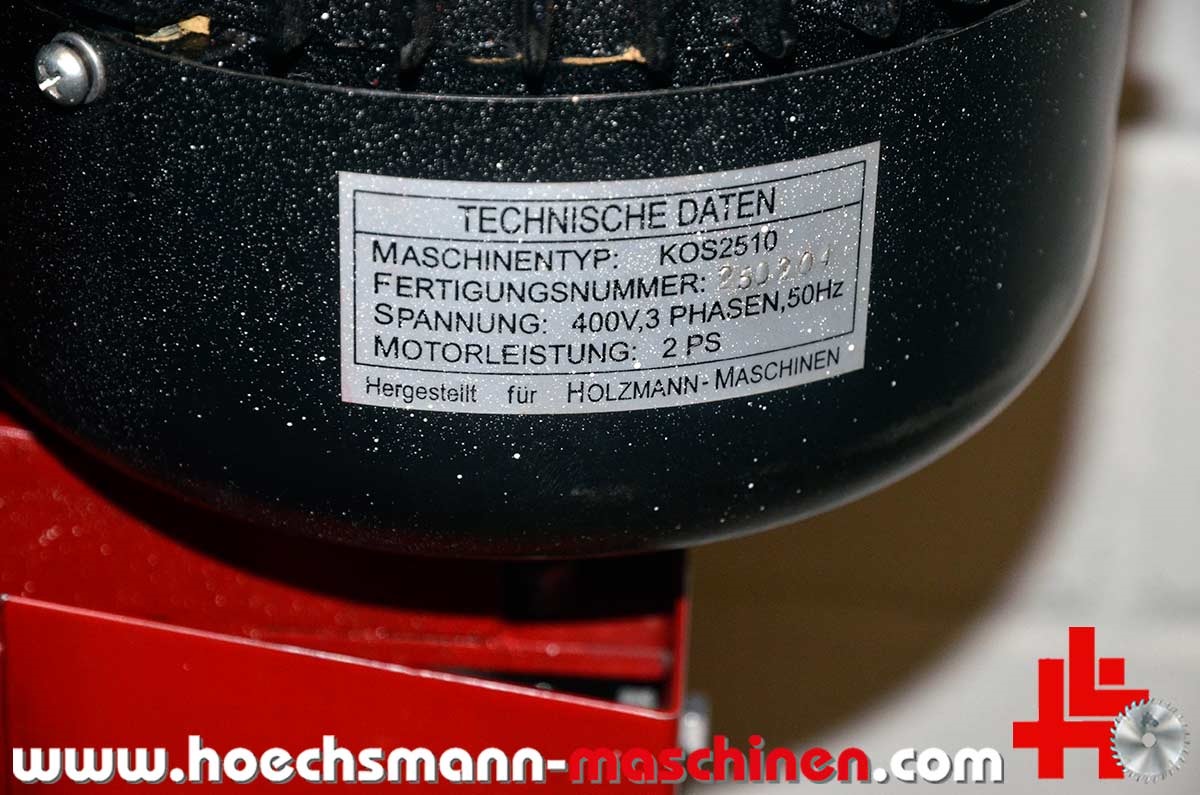 TECHNISCHE DATEN
MASCHINENTYP: KOS2510
FERTIGUNGSNUMMER:
SPANNUNG: 400V,3 PHASEN,50Hz
MOTORLEISTUNG: 2 PS
Hergestellt für HOLZMANN-MASCHINEN
www.hoechsmann-maschinen.com